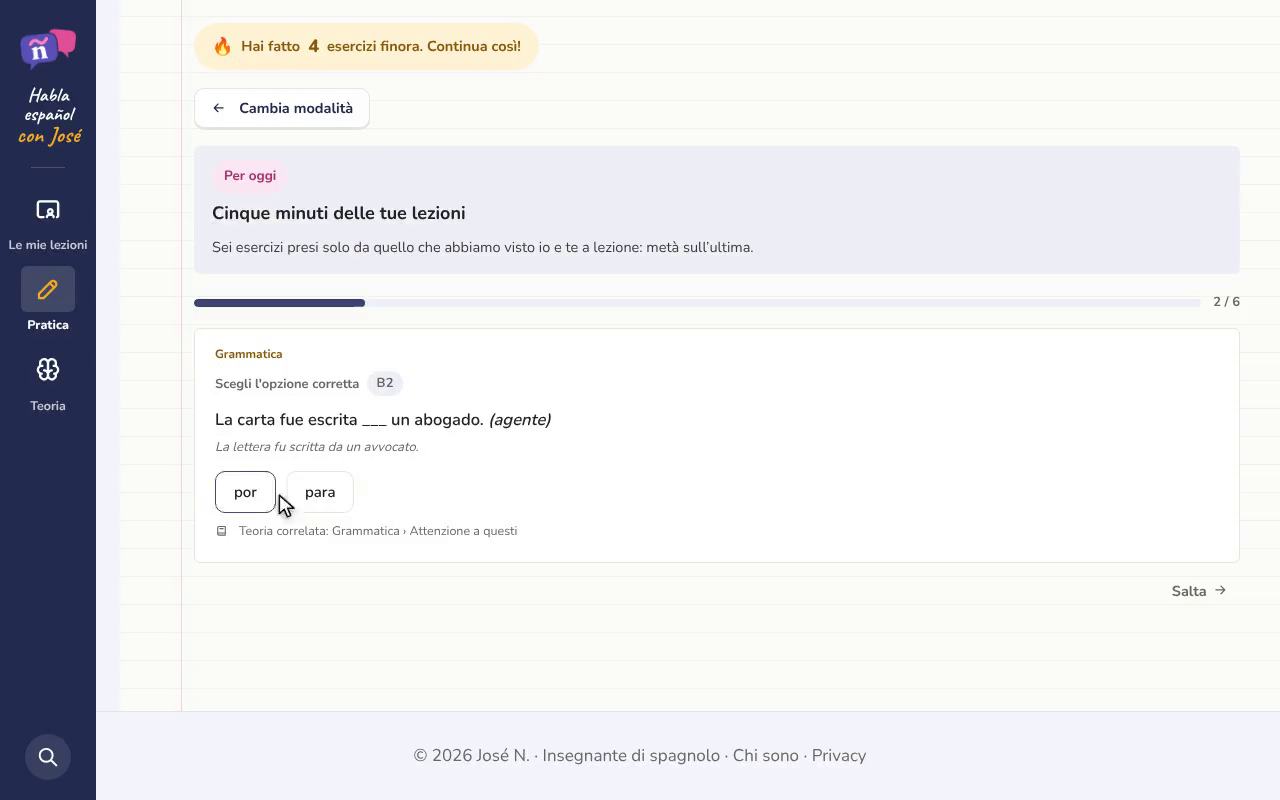 ñ
Habla
español
con José
Le mie lezioni
Pratica
Teoria
🔥 Hai fatto 4 esercizi finora. Continua così!
← Cambia modalità
Per oggi
Cinque minuti delle tue lezioni
Sei esercizi presi solo da quello che abbiamo visto io e te a lezione: metà sull'ultima.
2 / 6
Grammatica
Scegli l'opzione corretta B2
La carta fue escrita ___ un abogado. (agente)
La lettera fu scritta da un avvocato.
por para
Teoria correlata: Grammatica › Attenzione a questi
Salta →
© 2026 José N. · Insegnante di spagnolo · Chi sono · Privacy